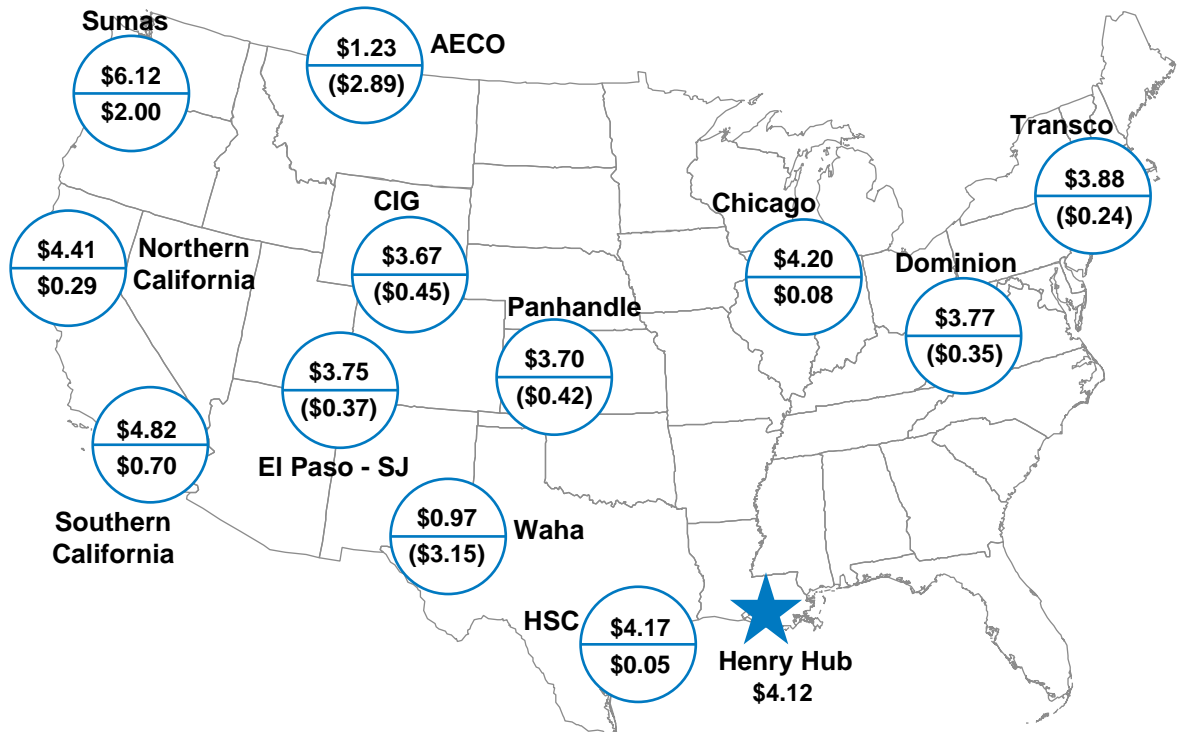 Sumas
$6.12
$2.00
$1.23
($2.89)
AECO
Transco
$3.88
($0.24)
CIG
$3.67
($0.45)
Chicago
$4.20
$0.08
$4.41
$0.29
Northern
California
Dominion
$3.77
($0.35)
Panhandle
$3.70
($0.42)
$3.75
($0.37)
El Paso - SJ
$4.82
$0.70
Southern
California
$0.97
($3.15)
Waha
HSC
$4.17
$0.05
Henry Hub
$4.12